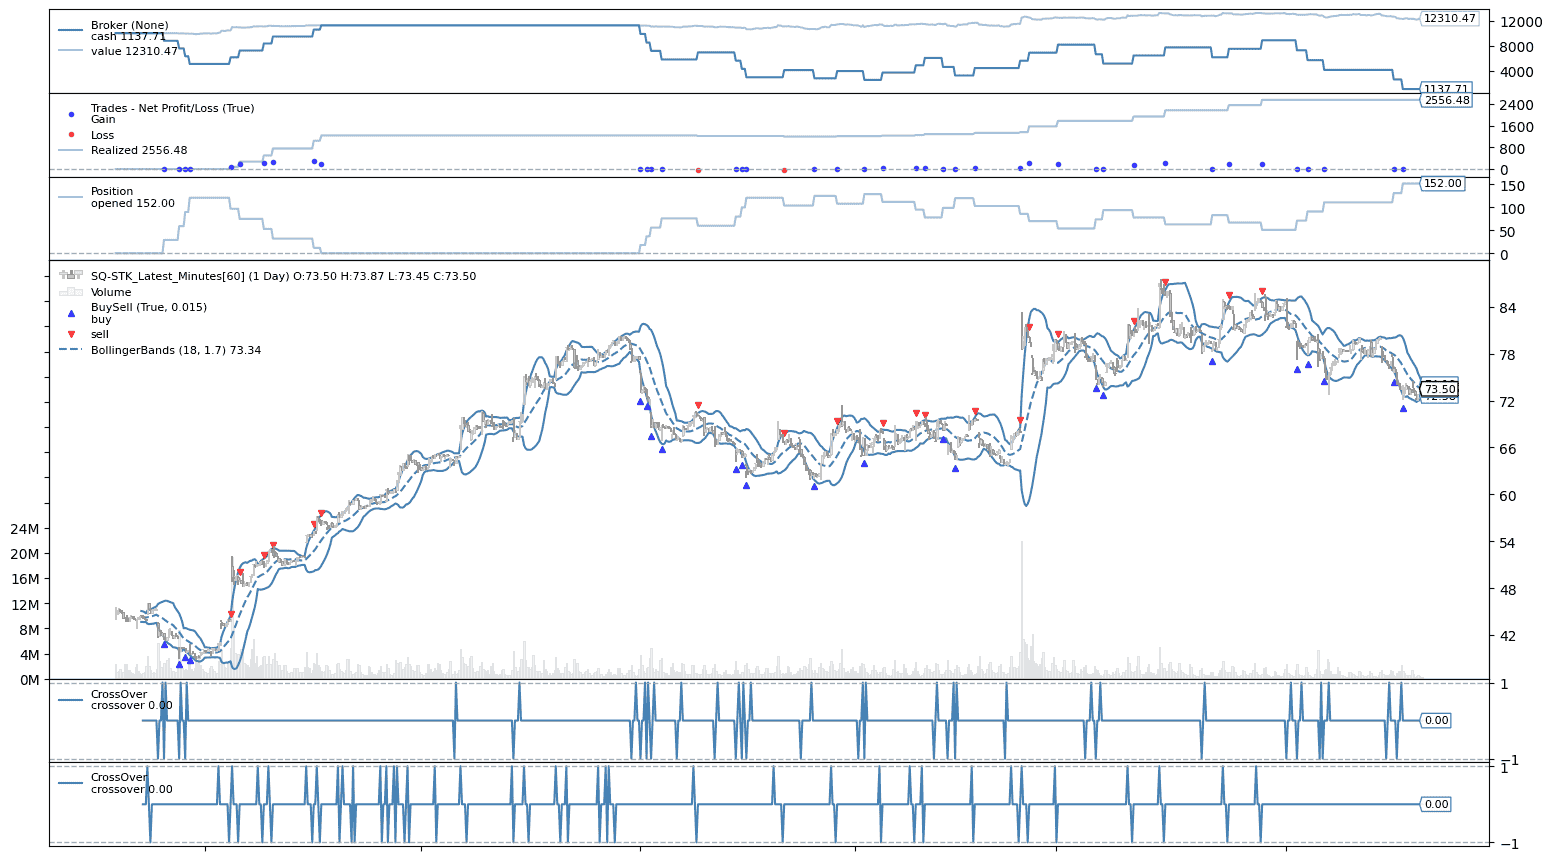 Broker (None)
cash 1137.71
value 12310.47
12310.47
12000
8000
4000
1137.71
Trades - Net Profit/Loss (True)
Gain
Loss
Realized 2556.48
2556.48
2400
1600
800
0
Position
opened 152.00
152.00
150
100
50
0
SQ-STK_Latest_Minutes[60] (1 Day) O:73.50 H:73.87 L:73.45 C:73.50
Volume
BuySell (True, 0.015)
buy
sell
BollingerBands (18, 1.7) 73.34
84
78
73.50
72
66
60
54
48
42
24M
20M
16M
12M
8M
4M
0M
CrossOver
crossover 0.00
1
0.00
−1
CrossOver
crossover 0.00
1
0.00
−1